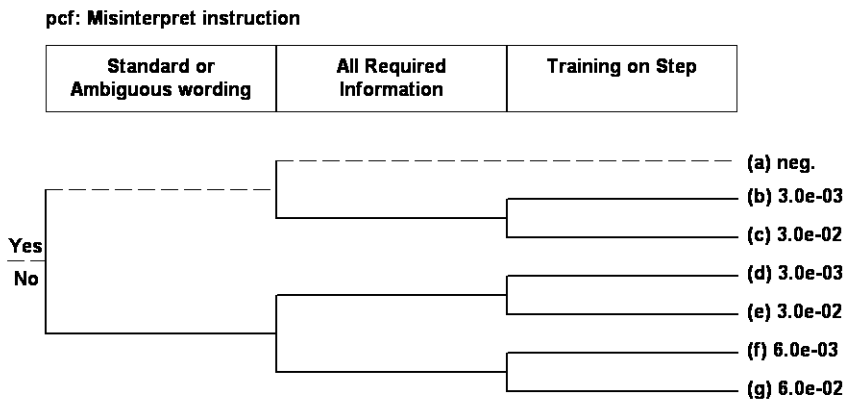 pcf: Misinterpret instruction
Standard or
Ambiguous wording
All Required
Information
Training on Step
Yes
No
(a) neg.
(b) 3.0e-03
(c) 3.0e-02
(d) 3.0e-03
(e) 3.0e-02
(f) 6.0e-03
(g) 6.0e-02